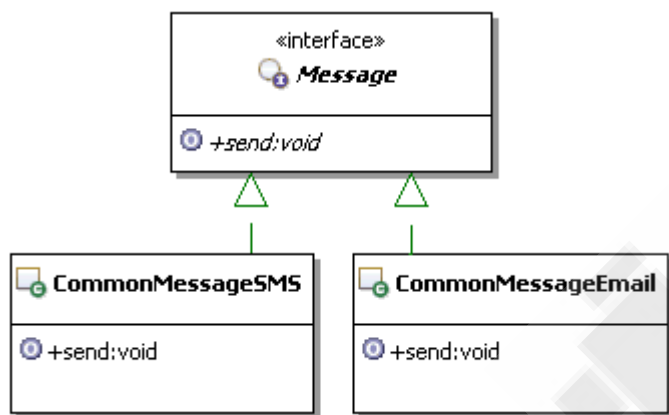 «interface»
Message
+send:void
CommonMessageSMS
+send:void
CommonMessageEmail
+send:void